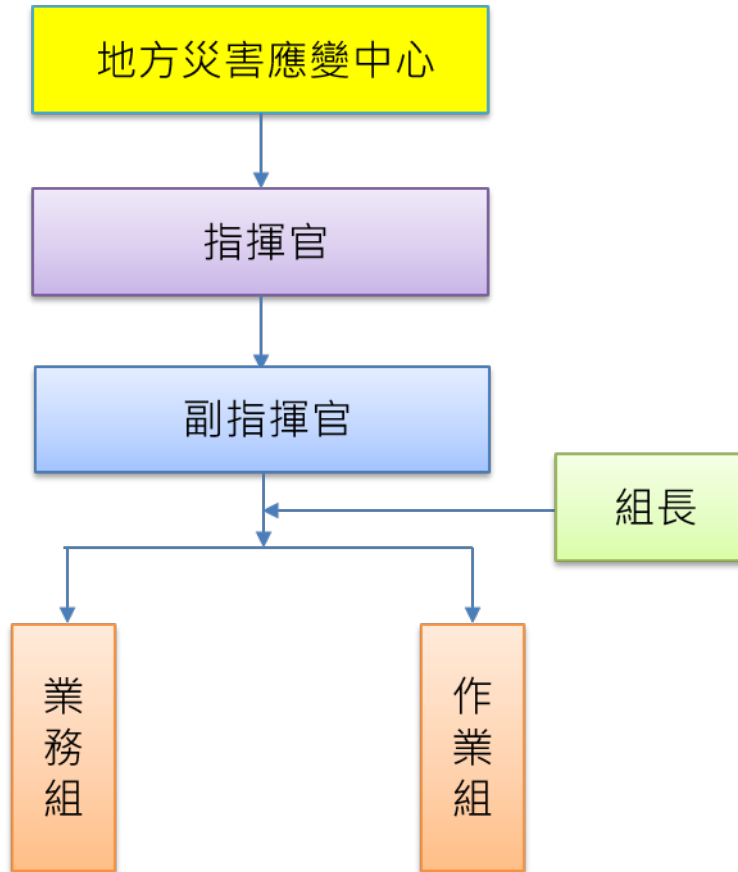 地方災害應變中心
指揮官
副指揮官
組長
業務組
作業組